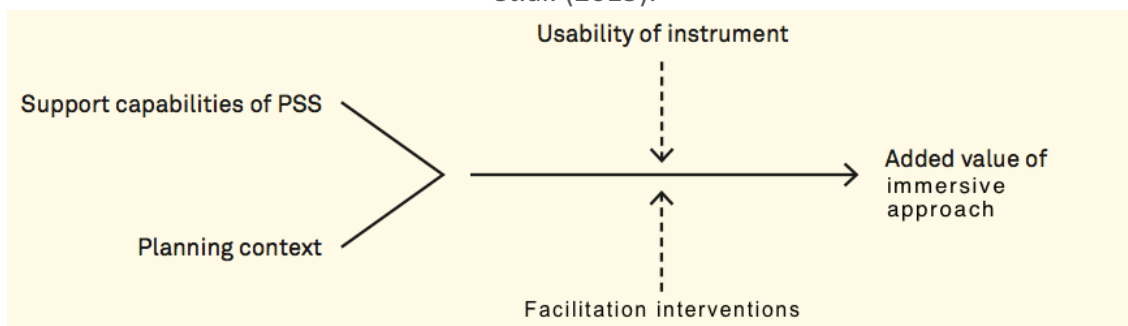 Usability of instrument
Support capabilities of PSS
Added value of
immersive
approach
Planning context
Facilitation interventions